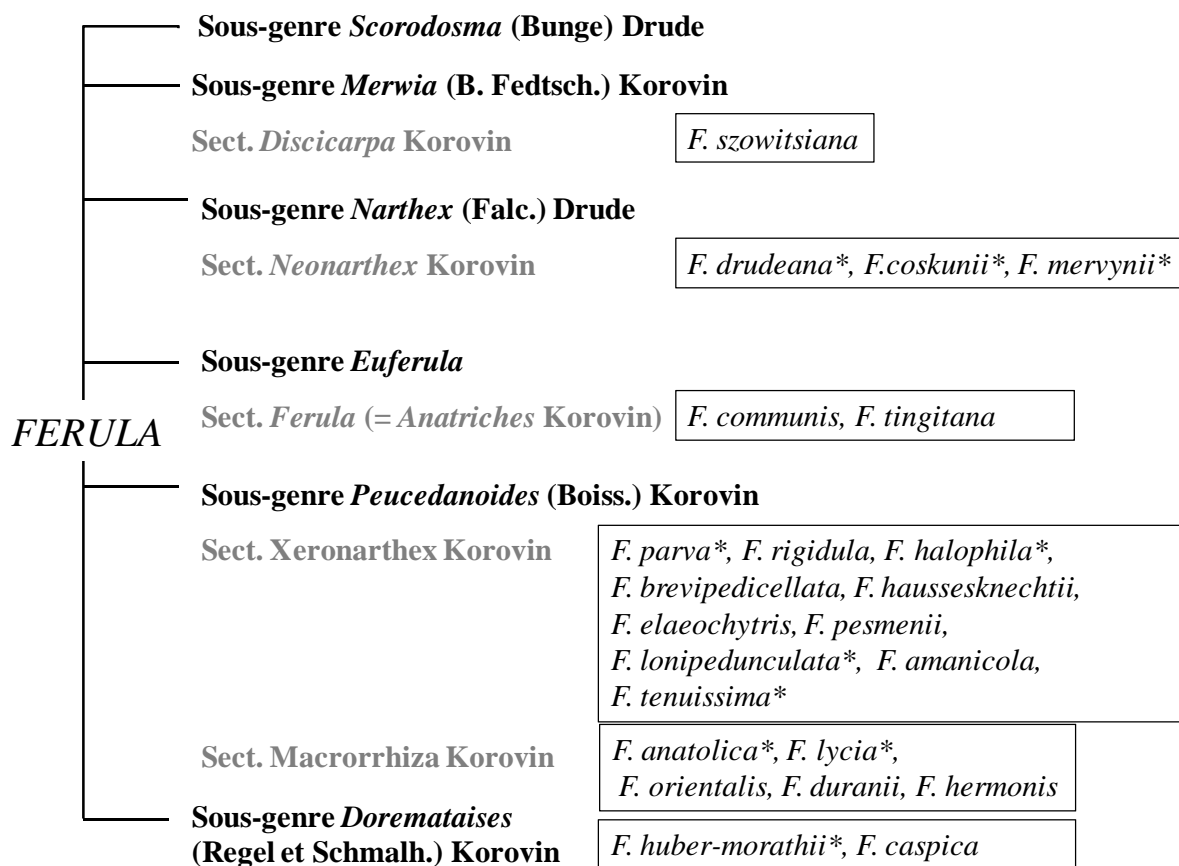 Sous-genre Scorodosma (Bunge) Drude
Sous-genre Merwia (B. Fedtsch.) Korovin
Sect. Discicarpa Korovin
F. szowitsiana
Sous-genre Narthex (Falc.) Drude
Sect. Neonarthex Korovin
F. drudeana*, F.coskunii*, F. mervynii*
Sous-genre Euferula
Sect. Ferula (= Anatriches Korovin)
F. communis, F. tingitana
FERULA
Sous-genre Peucedanoides (Boiss.) Korovin
Sect. Xeronarthex Korovin
F. parva*, F. rigidula, F. halophila*,
F. brevipedicellata, F. haussesknechtii,
F. elaeochytris, F. pesmenii,
F. lonipedunculata*, F. amanicola,
F. tenuissima*
Sect. Macrorrhiza Korovin
F. anatolica*, F. lycia*,
F. orientalis, F. duranii, F. hermonis
Sous-genre Doremataises
(Regel et Schmalh.) Korovin
F. huber-morathii*, F. caspica